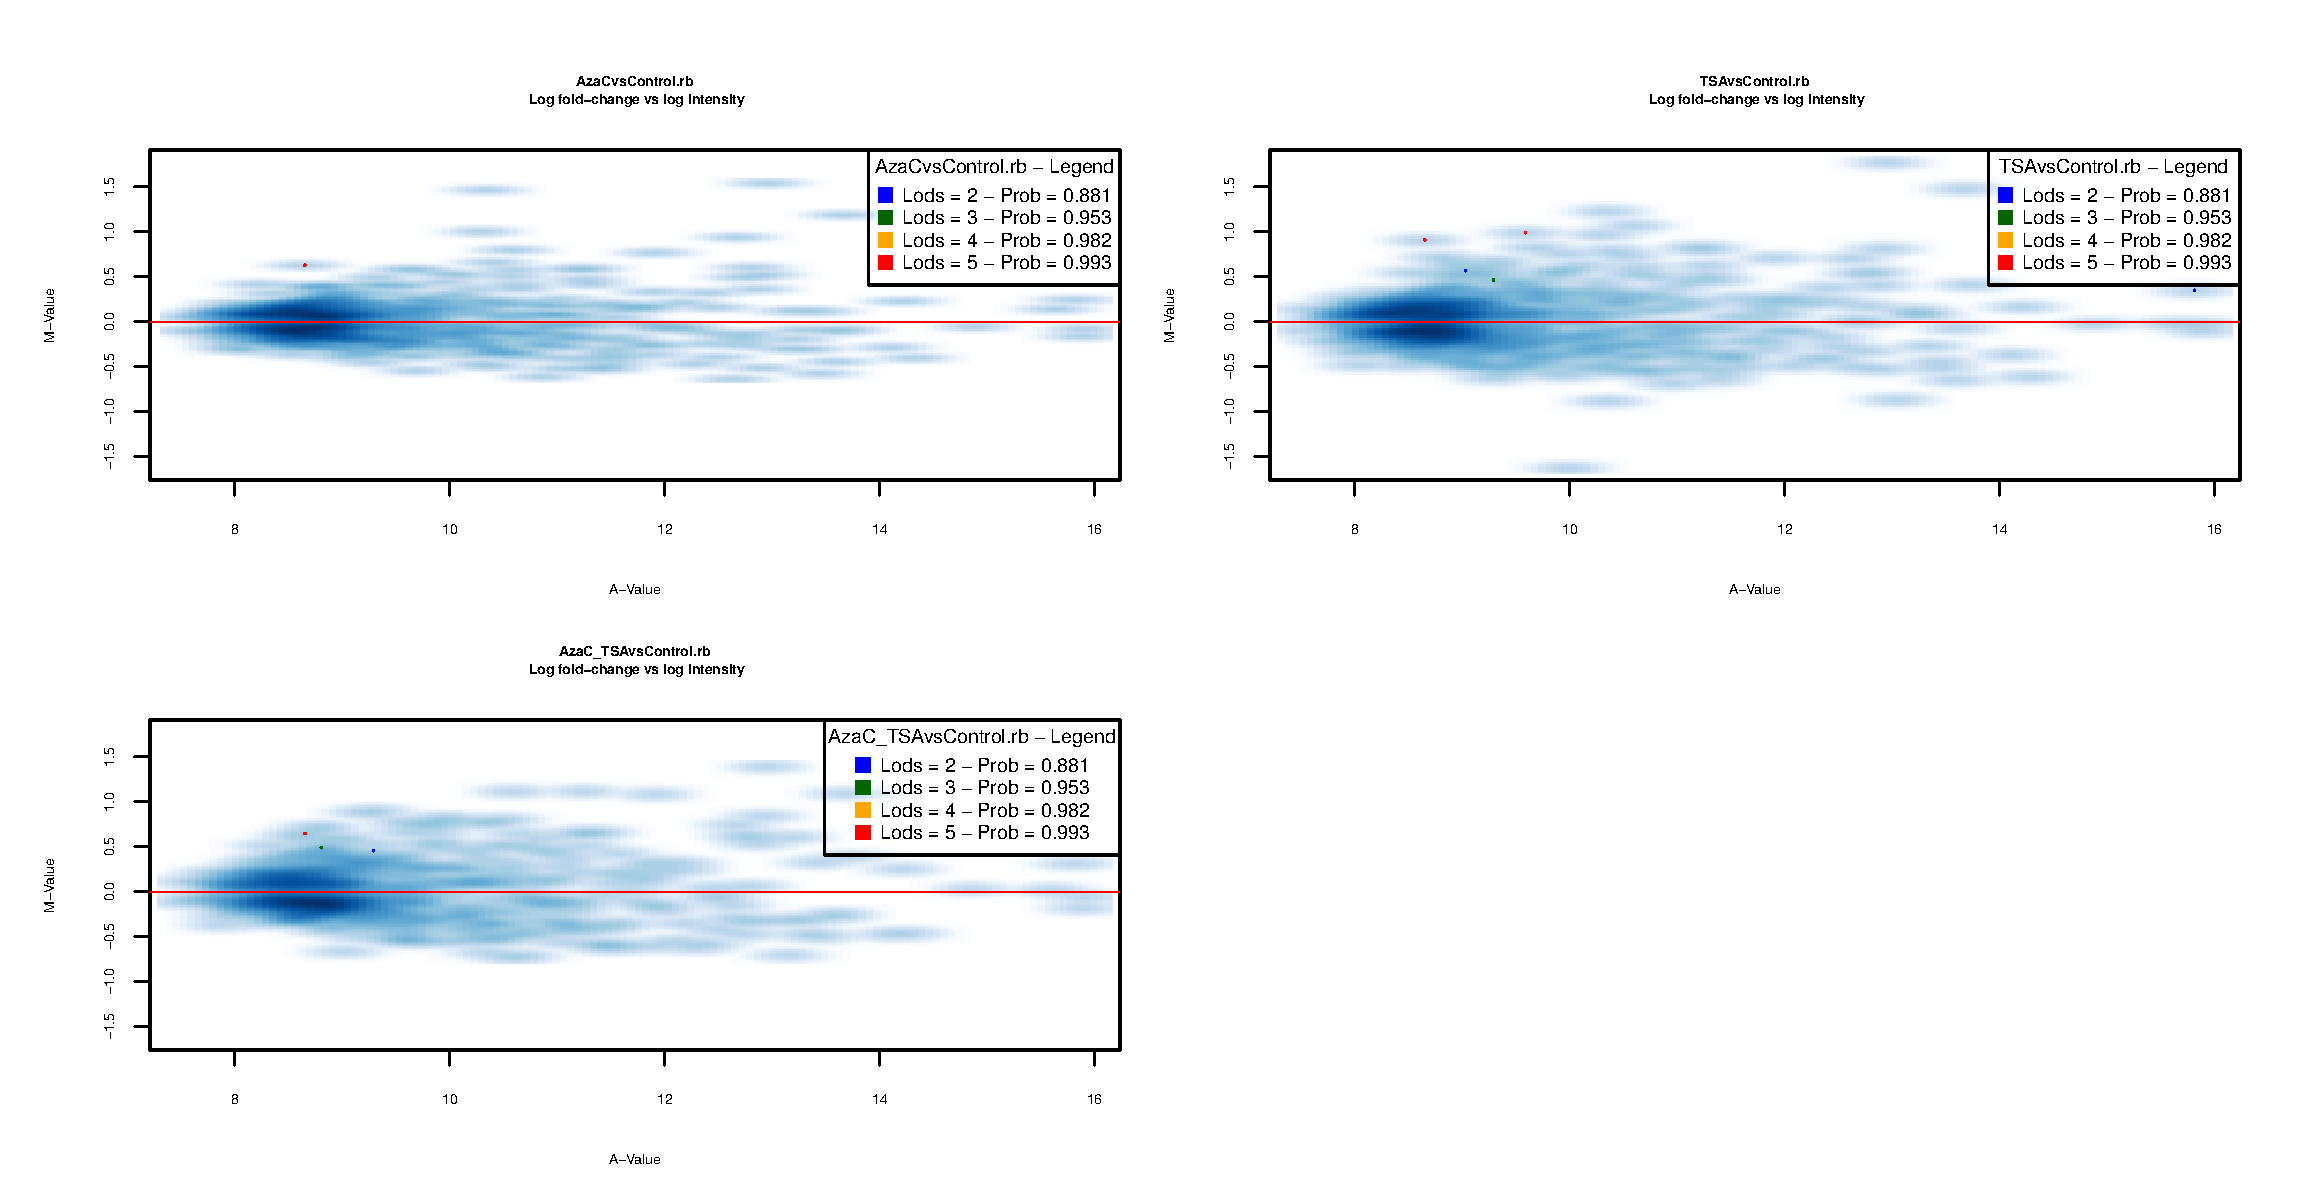 AzaCvsControl.rb
Log fold−change vs log intensity
M−Value
1.5
1.0
0.5
0.0
−0.5
−1.0
−1.5
AzaCvsControl.rb − Legend
Lods = 2 − Prob = 0.881
Lods = 3 − Prob = 0.953
Lods = 4 − Prob = 0.982
Lods = 5 − Prob = 0.993
8 10 12 14 16
A−Value
TSAvsControl.rb
Log fold−change vs log intensity
M−Value
1.5
1.0
0.5
0.0
−0.5
−1.0
−1.5
TSAvsControl.rb − Legend
Lods = 2 − Prob = 0.881
Lods = 3 − Prob = 0.953
Lods = 4 − Prob = 0.982
Lods = 5 − Prob = 0.993
8 10 12 14 16
A−Value
AzaC_TSAvsControl.rb
Log fold−change vs log intensity
M−Value
1.5
1.0
0.5
0.0
−0.5
−1.0
−1.5
AzaC_TSAvsControl.rb − Legend
Lods = 2 − Prob = 0.881
Lods = 3 − Prob = 0.953
Lods = 4 − Prob = 0.982
Lods = 5 − Prob = 0.993
8 10 12 14 16
A−Value